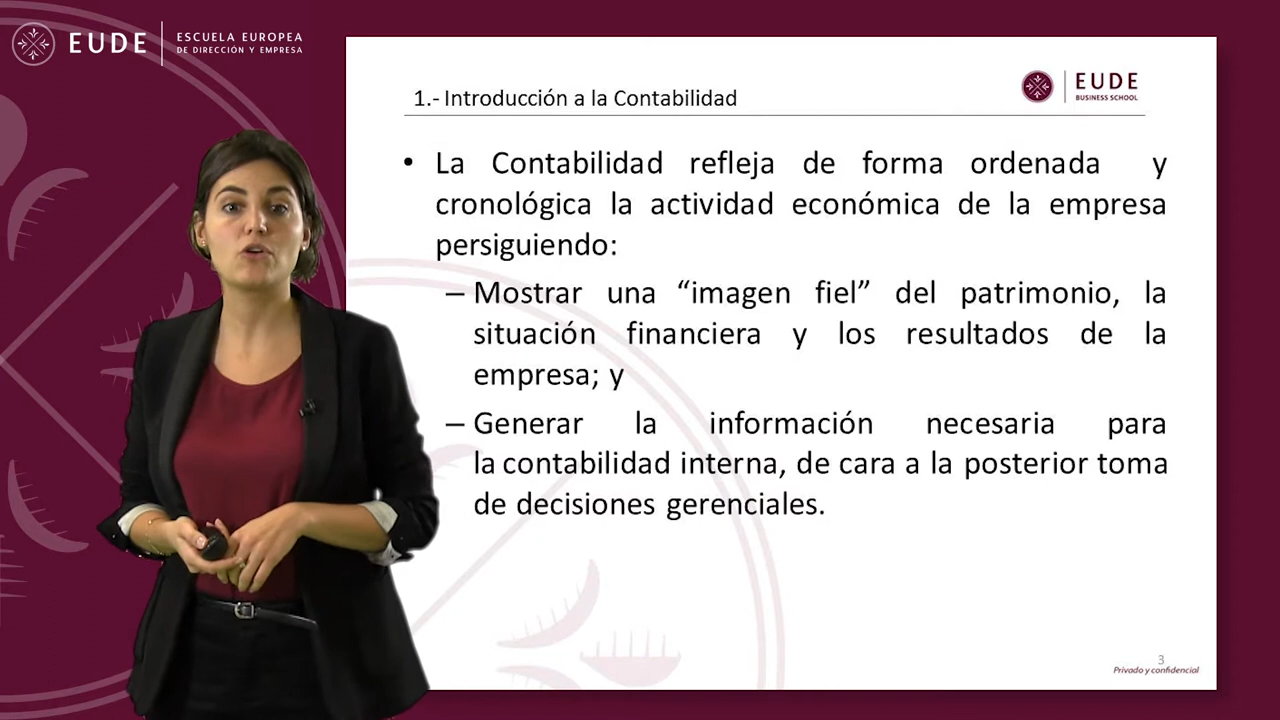 EUDE
ESCUELA EUROPEA
DE DIRECCIÓN Y EMPRESA
1.- Introducción a la Contabilidad
EUDE
BUSINESS SCHOOL
• La Contabilidad refleja de forma ordenada y
cronológica la actividad económica de la empresa
persiguiendo:
– Mostrar una “imagen fiel” del patrimonio, la
situación financiera y los resultados de la
empresa; y
– Generar la información necesaria para
la contabilidad interna, de cara a la posterior toma
de decisiones gerenciales.
3
Privado y confidencial